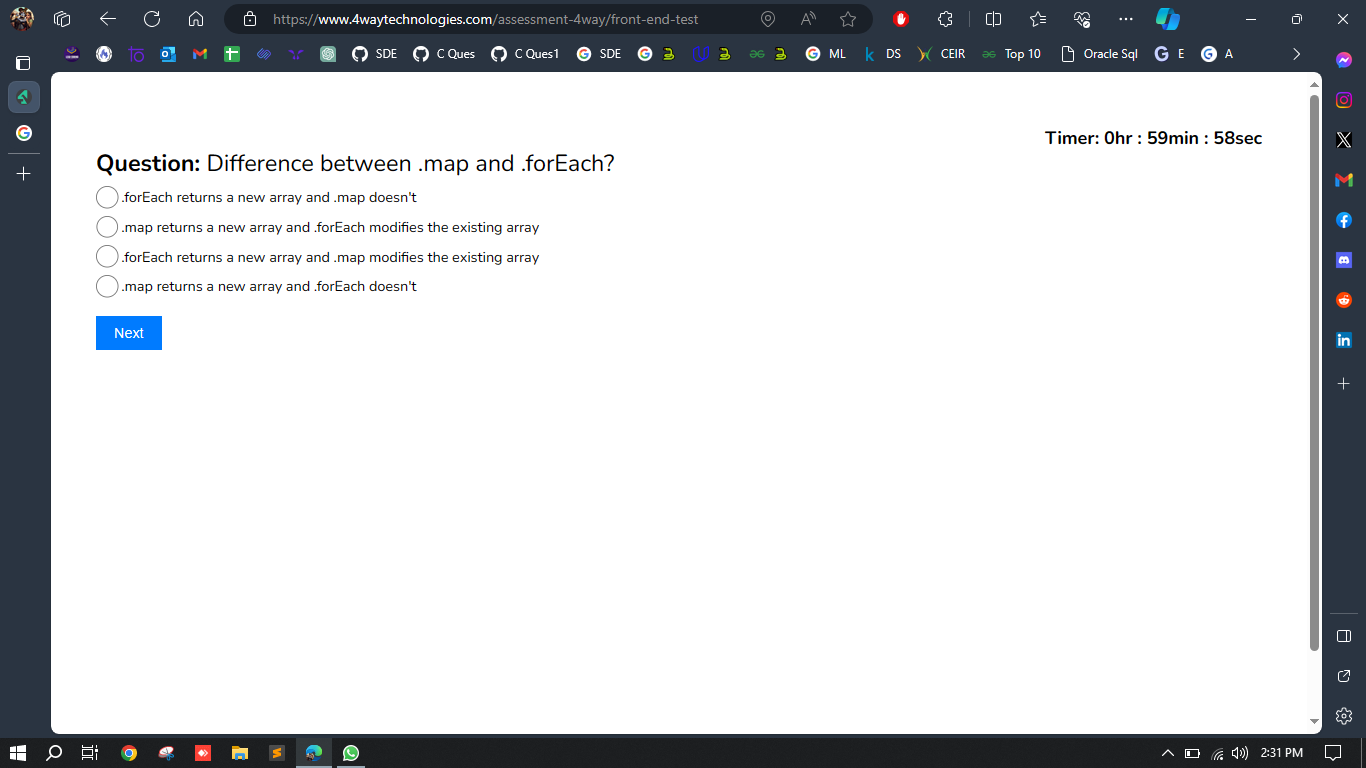 https://www.4waytechnologies.com/assessment-4way/front-end-test
SDE
C Ques
C Ques1
SDE
ML
DS
CEIR
Top 10
Oracle Sql
E
A
Timer: 0hr : 59min : 58sec
Question: Difference between .map and .forEach?
.forEach returns a new array and .map doesn't
.map returns a new array and .forEach modifies the existing array
.forEach returns a new array and .map modifies the existing array
.map returns a new array and .forEach doesn't
Next
2:31 PM